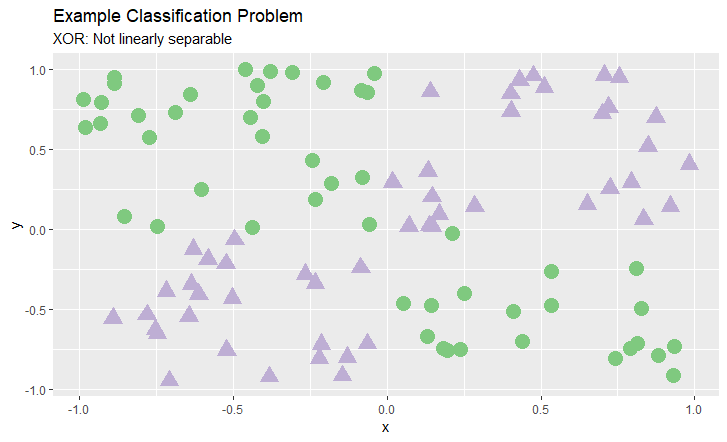 Example Classification Problem
XOR: Not linearly separable
1.0
0.5
0.0
-0.5
-1.0
y
-1.0 -0.5 0.0 0.5 1.0
x